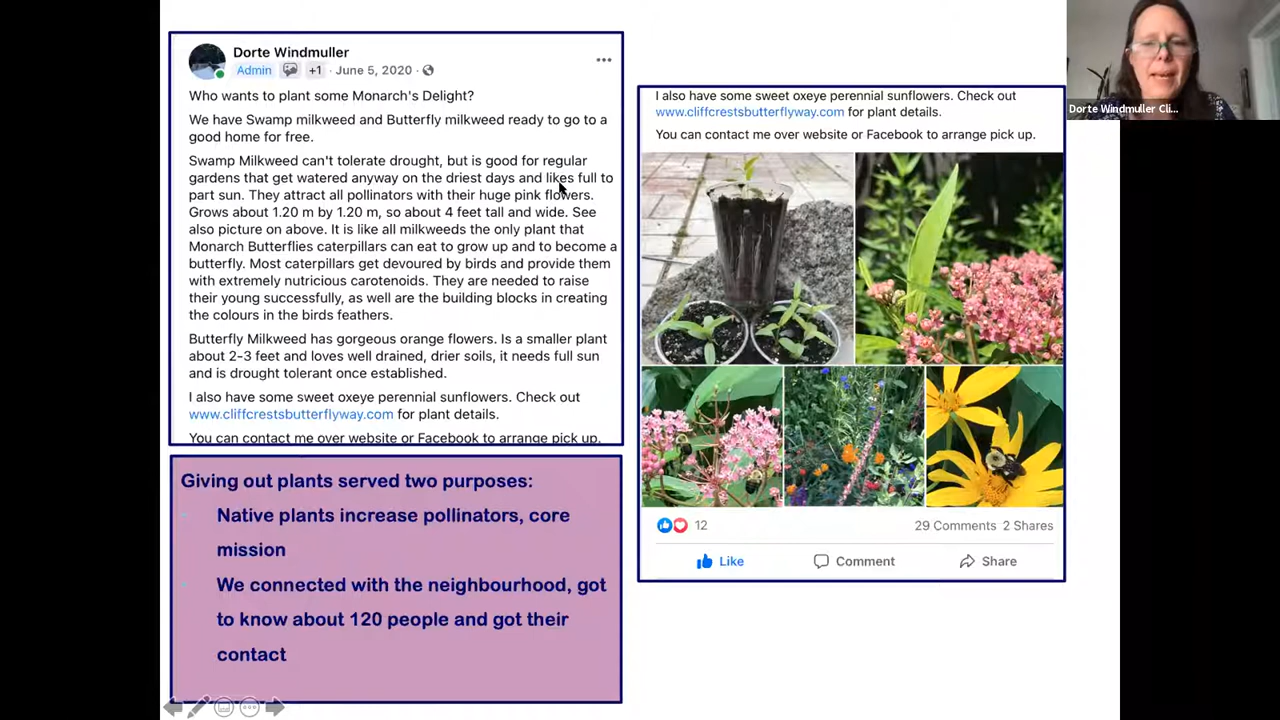 Dorte Windmuller
Admin +1 · June 5, 2020 ·
Who wants to plant some Monarch's Delight?
We have Swamp milkweed and Butterfly milkweed ready to go to a
good home for free.
Swamp Milkweed can't tolerate drought, but is good for regular
gardens that get watered anyway on the driest days and likes full to
part sun. They attract all pollinators with their huge pink flowers.
Grows about 1.20 m by 1.20 m, so about 4 feet tall and wide. See
also picture on above. It is like all milkweeds the only plant that
Monarch Butterflies caterpillars can eat to grow up and to become a
butterfly. Most caterpillars get devoured by birds and provide them
with extremely nutricious carotenoids. They are needed to raise
their young successfully, as well are the building blocks in creating
the colours in the birds feathers.
Butterfly Milkweed has gorgeous orange flowers. Is a smaller plant
about 2-3 feet and loves well drained, drier soils, it needs full sun
and is drought tolerant once established.
I also have some sweet oxeye perennial sunflowers. Check out
www.cliffcrestsbutterflyway.com for plant details.
You can contact me over website or Facebook to arrange pick up.
Giving out plants served two purposes:
- Native plants increase pollinators, core
mission
- We connected with the neighbourhood, got
to know about 120 people and got their
contact
I also have some sweet oxeye perennial sunflowers. Check out
www.cliffcrestsbutterflyway.com for plant details.
You can contact me over website or Facebook to arrange pick up.
12
29 Comments 2 Shares
Like Comment Share
Dorte Windmuller Cli...